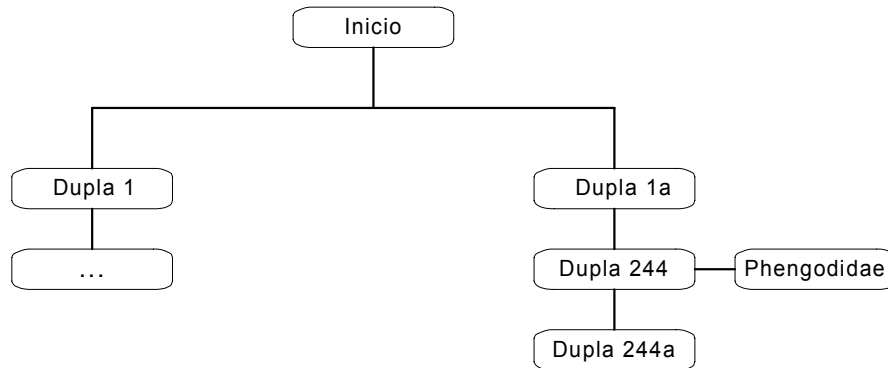 Inicio
Dupla 1
Dupla 1a
...
Dupla 244
Phengodidae
Dupla 244a